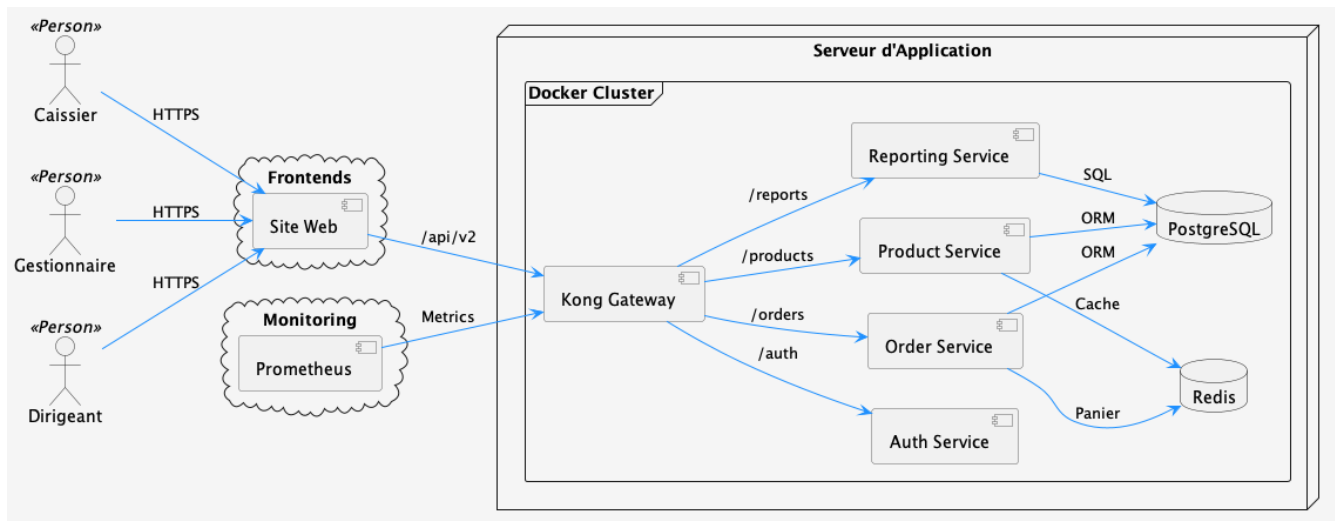 «Person»
Caissier
«Person»
Gestionnaire
«Person»
Dirigeant
HTTPS
HTTPS
HTTPS
Frontends
Site Web
Monitoring
Prometheus
/api/v2
Metrics
Serveur d'Application
Docker Cluster
Kong Gateway
/reports
/products
/orders
/auth
Reporting Service
Product Service
Order Service
Auth Service
SQL
ORM
ORM
Cache
Panier
PostgreSQL
Redis